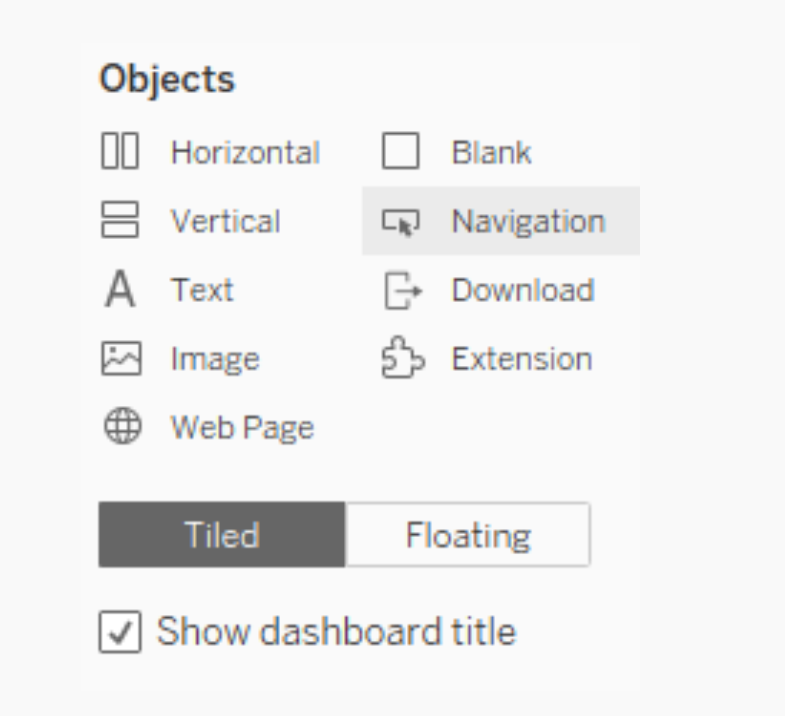 Objects
Horizontal Blank
Vertical Navigation
Text Download
Image Extension
Web Page
Tiled Floating
Show dashboard title